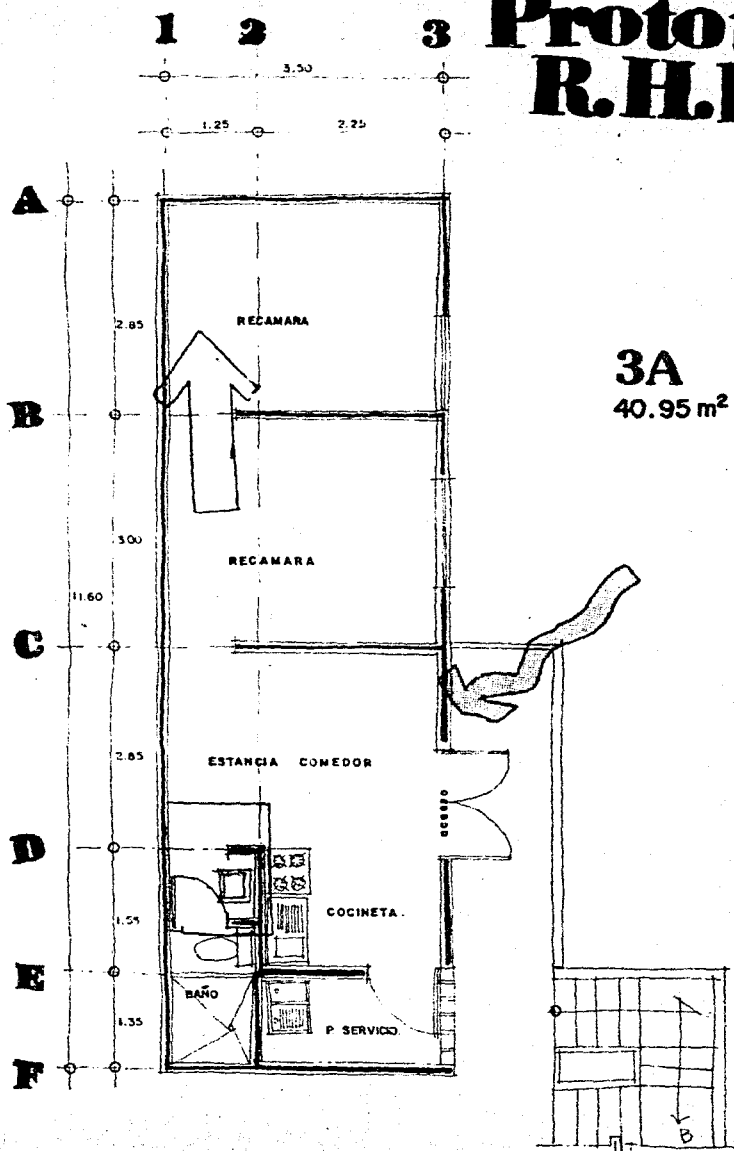 1 2 3
Proto
R.H.
3.50
1.25 2.25
A
2.85
RECAMARA
3A
40.95 m²
B
3.00
RECAMARA
11.60
C
2.85
ESTANCIA COMEDOR
ACCESO
D
COCINETA.
1.55
E
BAÑO
1.35
P SERVICIO.
F
B